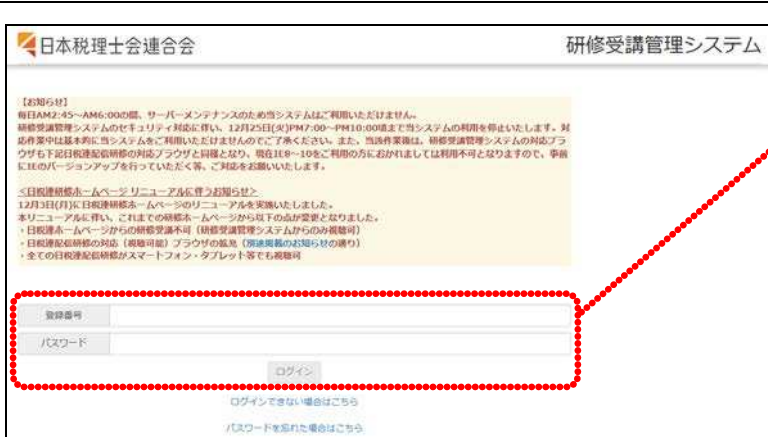 日本税理士会連合会
研修受講管理システム
【お知らせ】
毎日AM2:45～AM6:00の間、サーバーメンテナンスのため当システムはご利用いただけません。
研修受講管理システムのセキュリティ対応に伴い、12月25日(火)PM7:00～PM10:00頃まで当システムの利用を停止いたします。対
応作業中は基本的に当システムをご利用いただけませんのでご了承ください。また、当該作業後は、研修受講管理システムの対応ブラ
ウザも下記日税連配信研修の対応ブラウザと同様となり、現在IE8～10をご利用の方におかれましては利用不可となりますので、事前
にIEのバージョンアップを行っていただく等、ご対応をお願いいたします。
＜日税連研修ホームページ リニューアルに伴うお知らせ＞
12月3日(月)に日税連研修ホームページのリニューアルを実施いたしました。
本リニューアルに伴い、これまでの研修ホームページから以下の点が変更となりました。
・日税連ホームページからの研修受講不可（研修受講管理システムからのみ視聴可）
・日税連配信研修の対応（視聴可能）ブラウザの拡充（別途掲載のお知らせの通り）
・全ての日税連配信研修がスマートフォン・タブレット等でも視聴可
登録番号
パスワード
ログイン
ログインできない場合はこちら
パスワードを忘れた場合はこちら